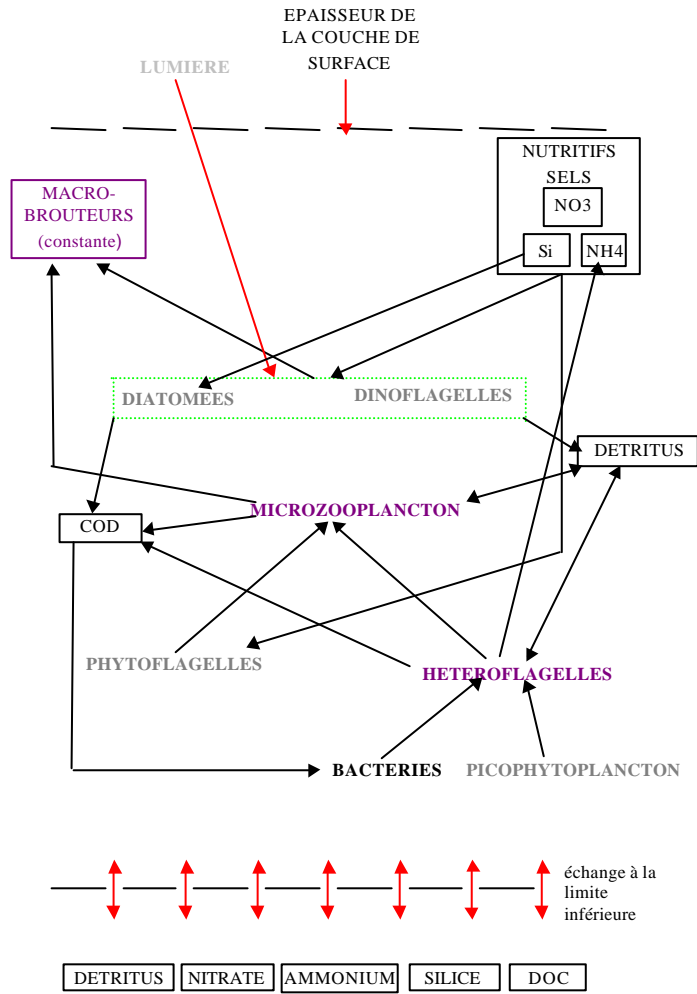 EPAISSEUR DE
LA COUCHE DE
SURFACE
LUMIERE
NUTRITIFS
SELS
NO3
Si
NH4
MACRO-
BROUTEURS
(constante)
DIATOMEES
DINOFLAGELLES
DETRITUS
MICROZOOPLANCTON
COD
PHYTOFLAGELLES
HETEROFLAGELLES
BACTERIES
PICOPHYTOPLANCTON
échange à la
limite
inférieure
DETRITUS
NITRATE
AMMONIUM
SILICE
DOC